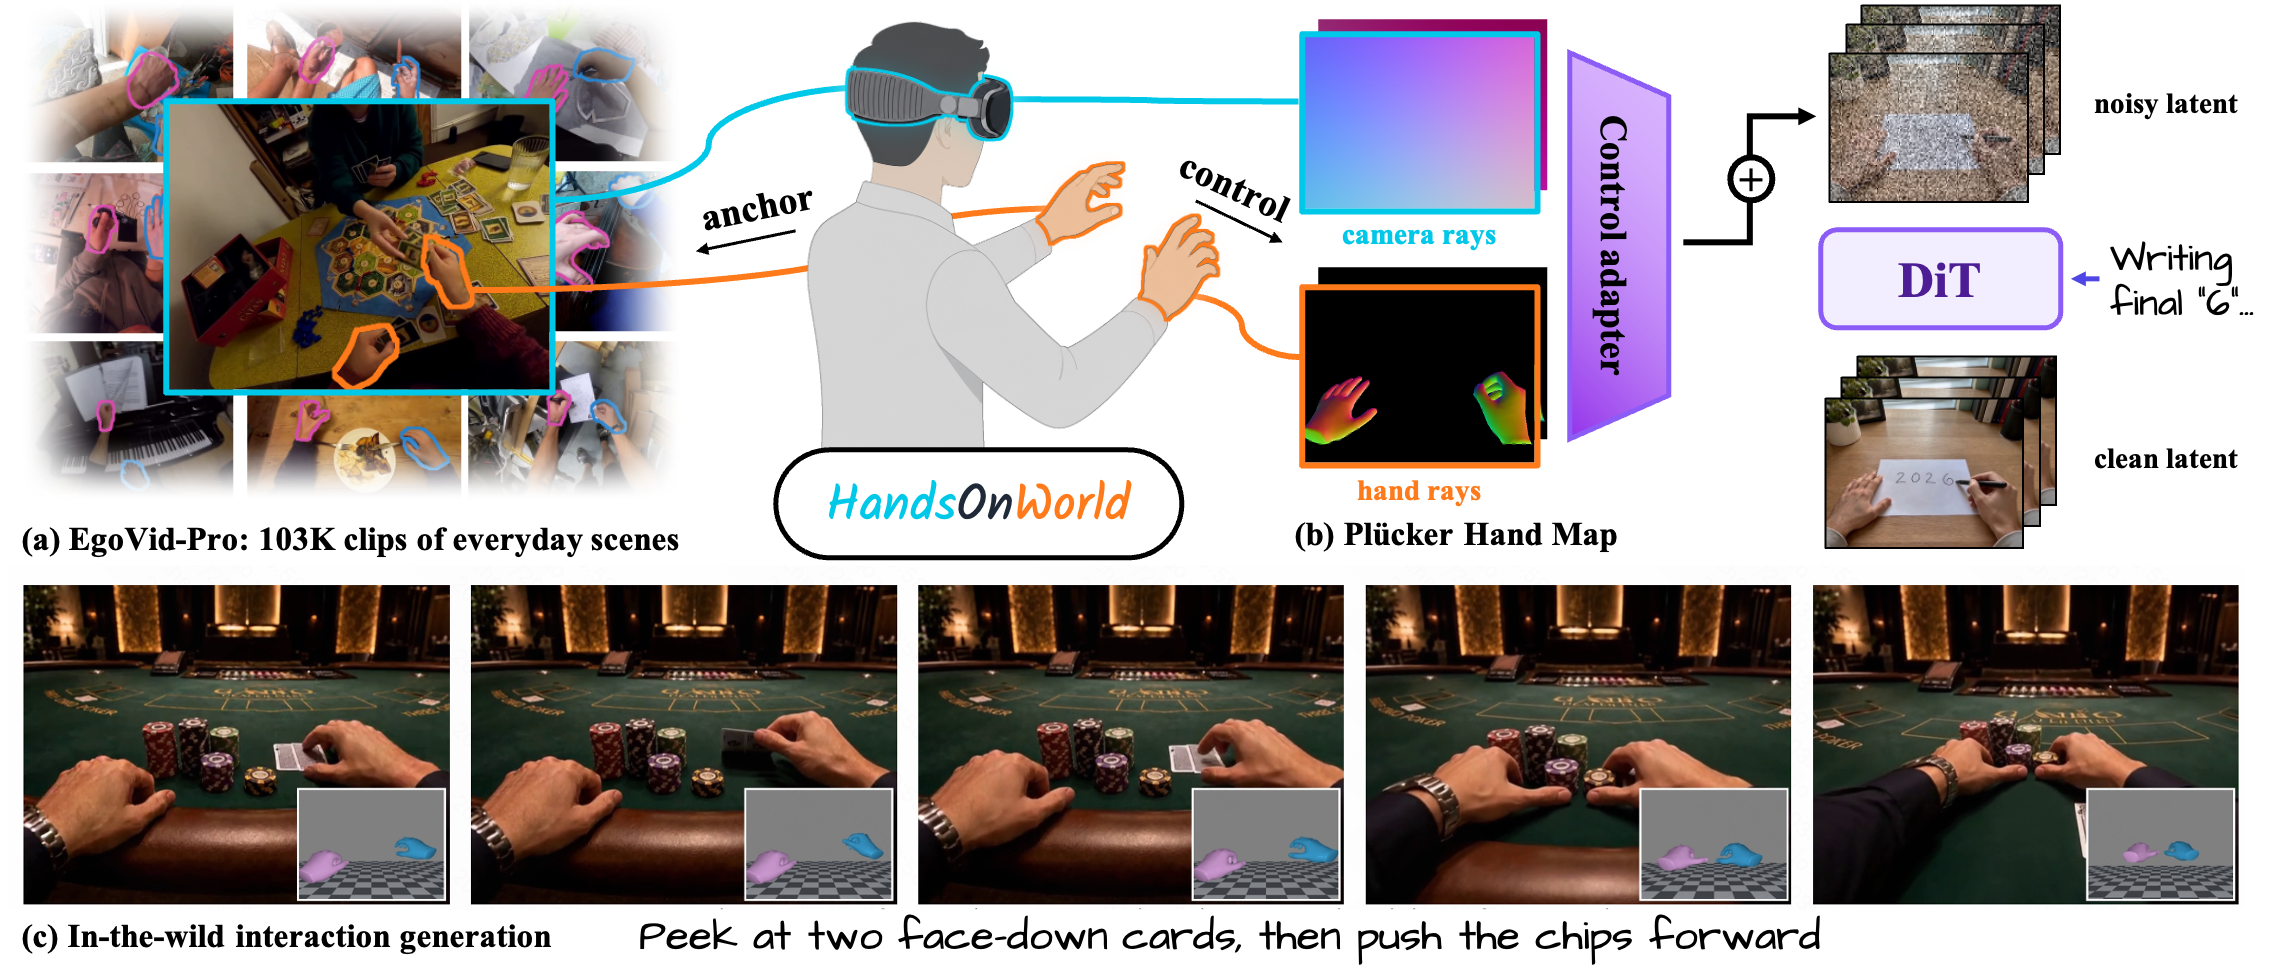 anchor
control
camera rays
hand rays
Control adapter
+
noisy latent
DiT
Writing
final "6"...
2026
clean latent
HandsOnWorld
(a) EgoVid-Pro: 103K clips of everyday scenes
(b) Plücker Hand Map
(c) In-the-wild interaction generation
Peek at two face-down cards, then push the chips forward